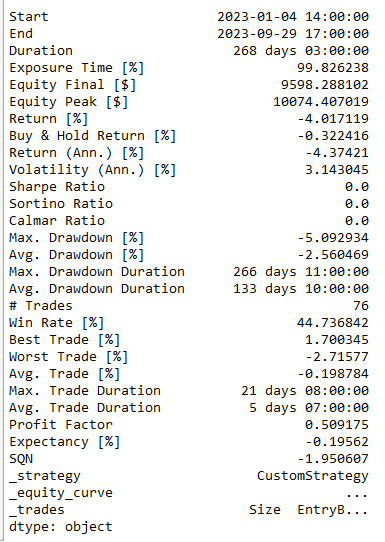 Start 2023-01-04 14:00:00
End 2023-09-29 17:00:00
Duration 268 days 03:00:00
Exposure Time [%] 99.826238
Equity Final [$] 9598.288102
Equity Peak [$] 10074.407019
Return [%] -4.017119
Buy & Hold Return [%] -0.322416
Return (Ann.) [%] -4.37421
Volatility (Ann.) [%] 3.143045
Sharpe Ratio 0.0
Sortino Ratio 0.0
Calmar Ratio 0.0
Max. Drawdown [%] -5.092934
Avg. Drawdown [%] -2.560469
Max. Drawdown Duration 266 days 11:00:00
Avg. Drawdown Duration 133 days 10:00:00
# Trades 76
Win Rate [%] 44.736842
Best Trade [%] 1.700345
Worst Trade [%] -2.71577
Avg. Trade [%] -0.198784
Max. Trade Duration 21 days 08:00:00
Avg. Trade Duration 5 days 07:00:00
Profit Factor 0.509175
Expectancy [%] -0.19562
SQN -1.950607
_strategy CustomStrategy
_equity_curve ...
_trades Size EntryB...
dtype: object